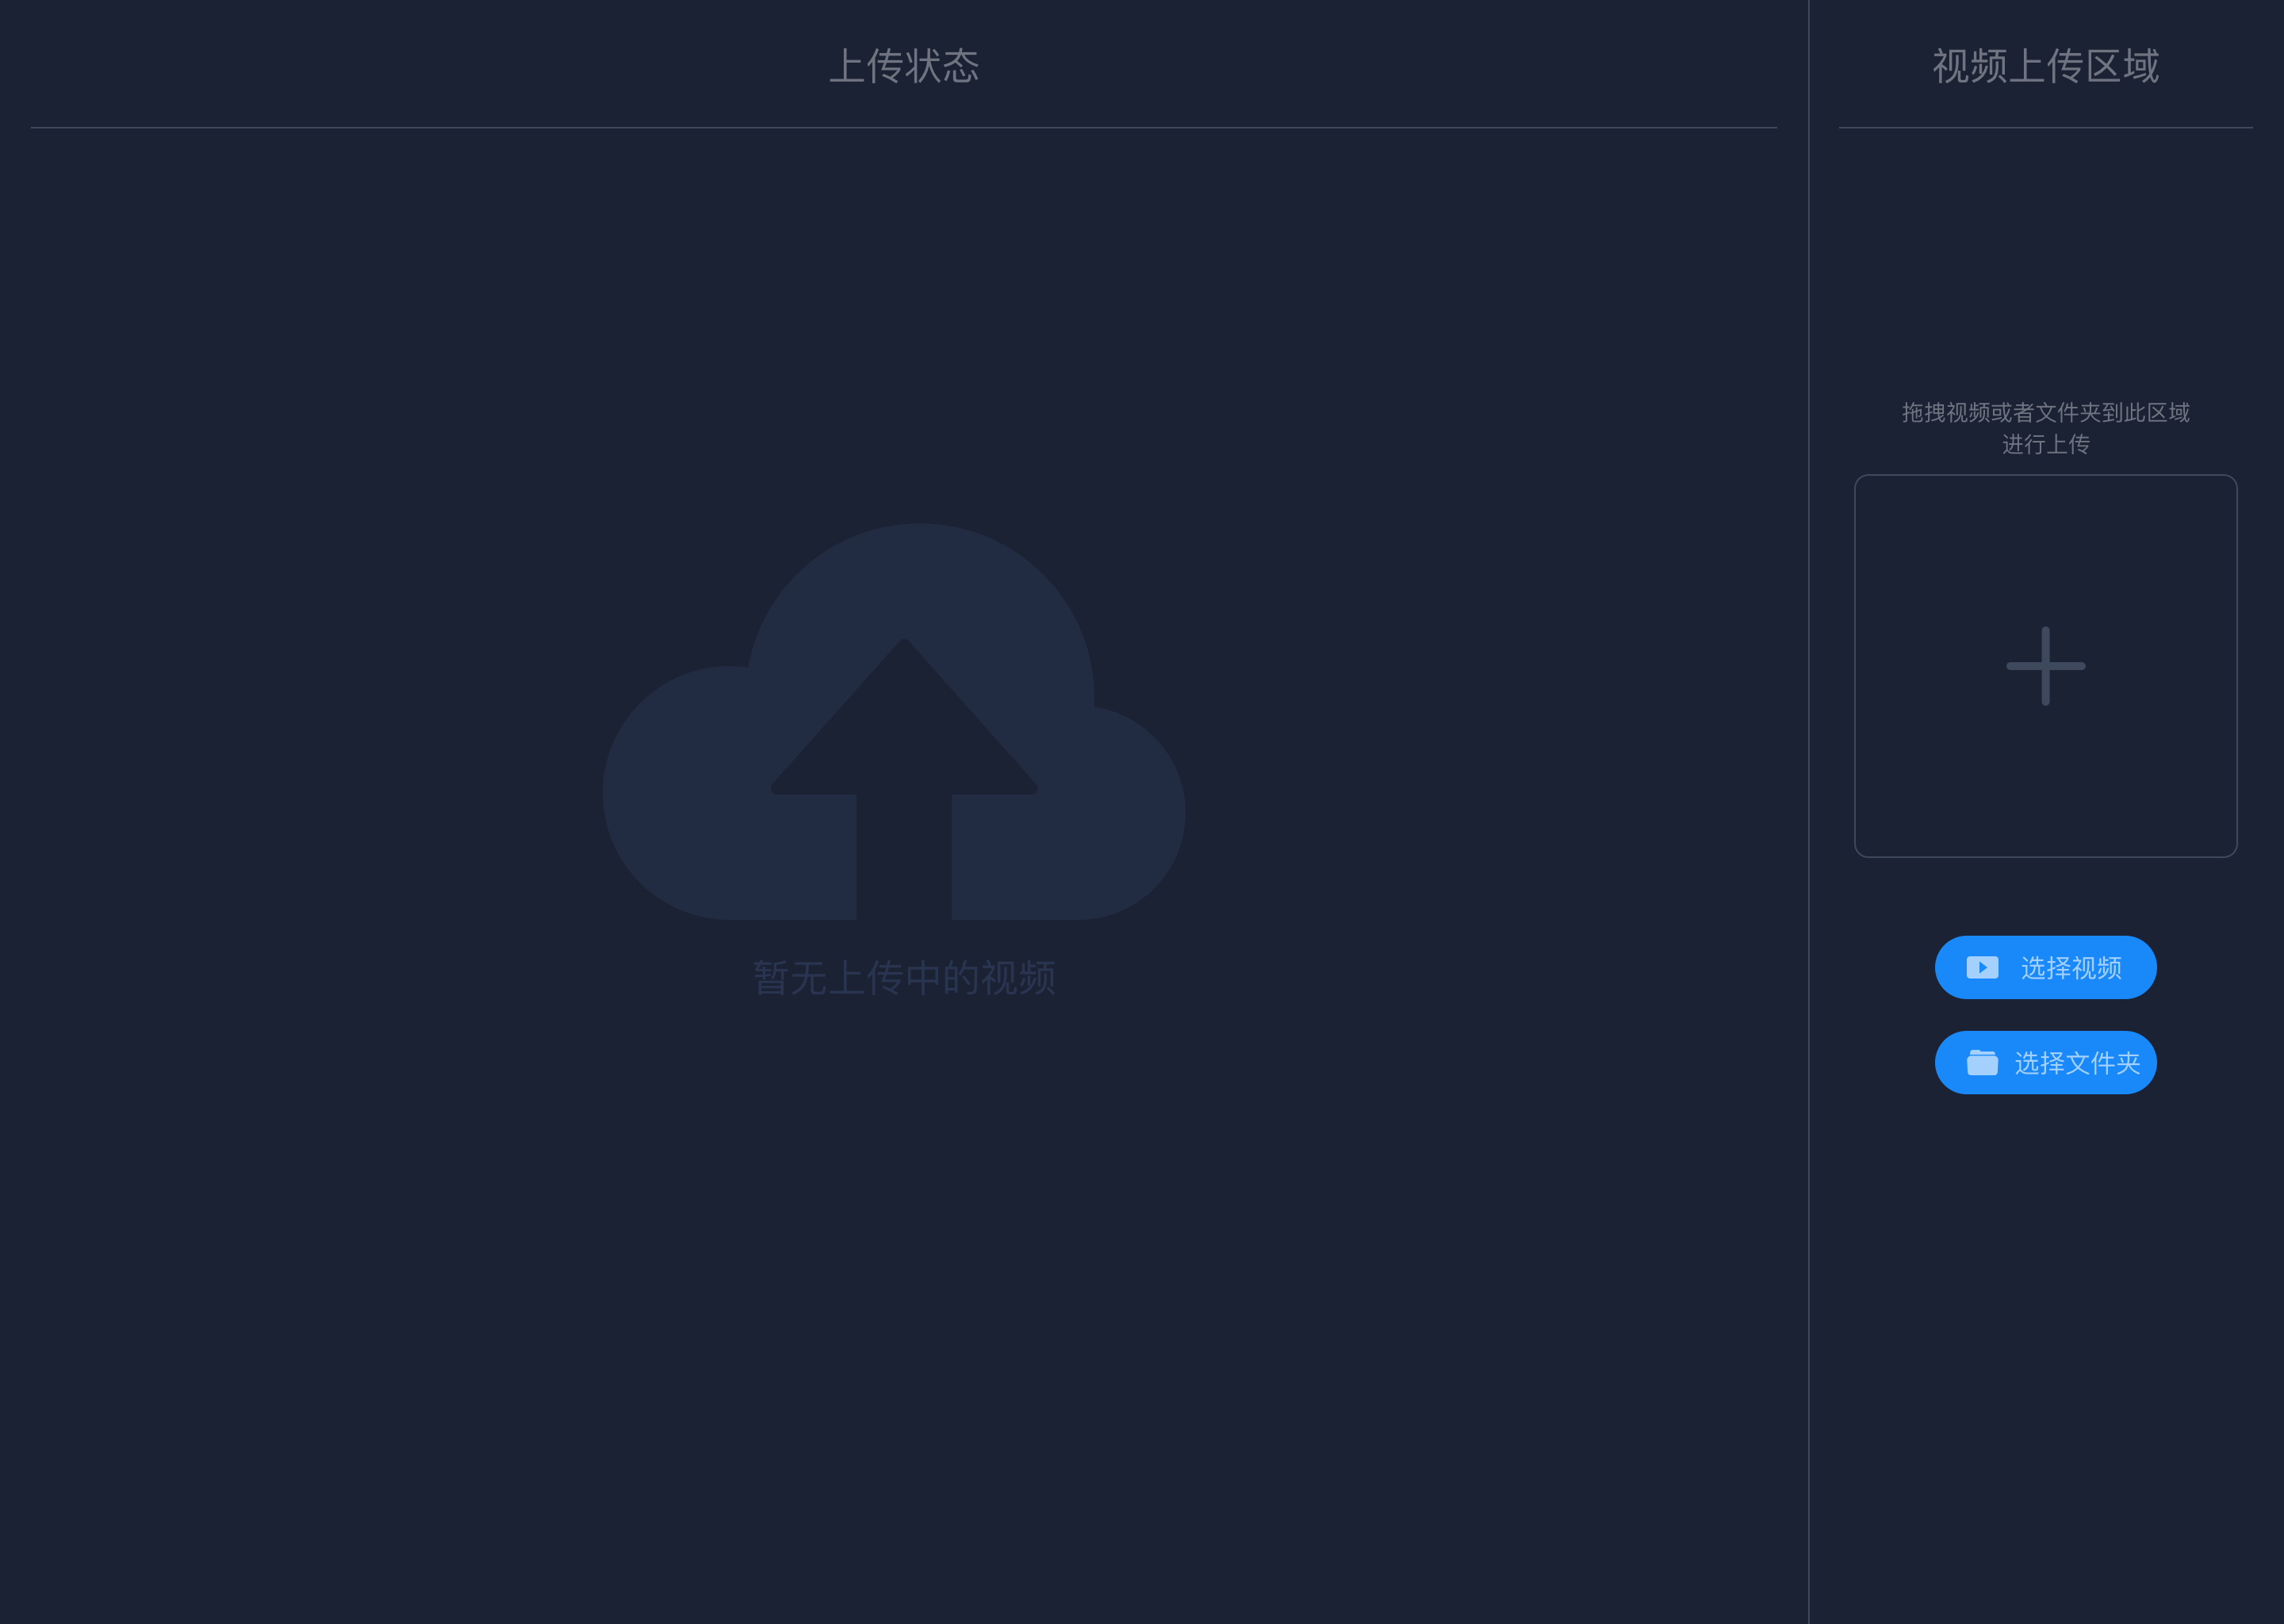 上传状态
视频上传区域
拖拽视频或者文件夹到此区域
进行上传
暂无上传中的视频
选择视频
选择文件夹